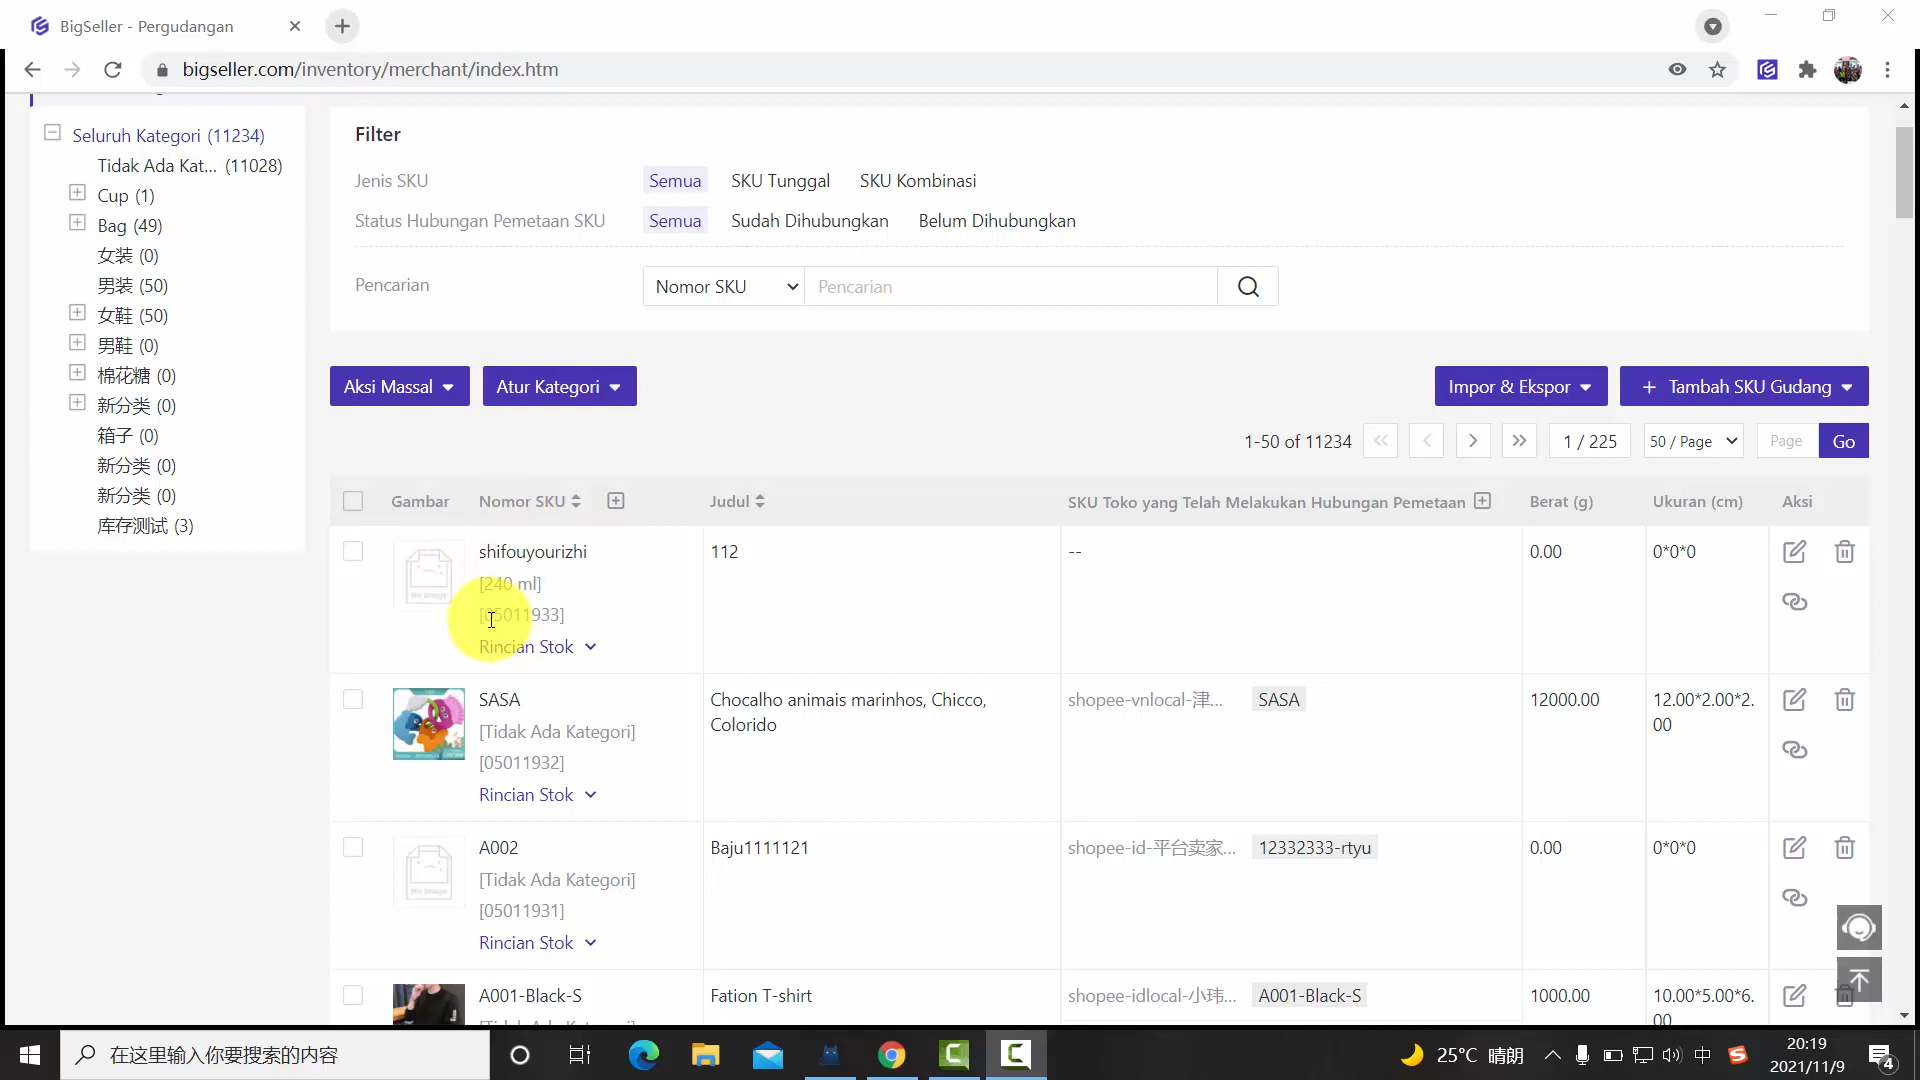 BigSeller - Pergudangan
bigseller.com/inventory/merchant/index.htm
Seluruh Kategori (11234)
Tidak Ada Kat... (11028)
Cup (1)
Bag (49)
女装 (0)
男装 (50)
女鞋 (50)
男鞋 (0)
棉花糖 (0)
新分类 (0)
箱子 (0)
新分类 (0)
新分类 (0)
库存测试 (3)
Filter
Jenis SKU Semua SKU Tunggal SKU Kombinasi
Status Hubungan Pemetaan SKU Semua Sudah Dihubungkan Belum Dihubungkan
Pencarian Nomor SKU Pencarian
Aksi Massal Atur Kategori Impor & Ekspor + Tambah SKU Gudang
1-50 of 11234 1 / 225 50 / Page Page Go
Gambar Nomor SKU Judul SKU Toko yang Telah Melakukan Hubungan Pemetaan Berat (g) Ukuran (cm) Aksi
No Image
shifouyourizhi 112 -- 0.00 0*0*0
[240 ml]
[05011933]
Rincian Stok
SASA Chocalho animais marinhos, Chicco, shopee-vnlocal-津... SASA 12000.00 12.00*2.00*2.
Colorido 00
[Tidak Ada Kategori]
[05011932]
Rincian Stok
No Image
A002 Baju1111121 shopee-id-平台卖家... 12332333-rtyu 0.00 0*0*0
[Tidak Ada Kategori]
[05011931]
Rincian Stok
A001-Black-S Fation T-shirt shopee-idlocal-小玮... A001-Black-S 1000.00 10.00*5.00*6.
[Tidak Ada Kategori] 00
在这里输入你要搜索的内容
25°C 晴朗
中
20:19
2021/11/9
4